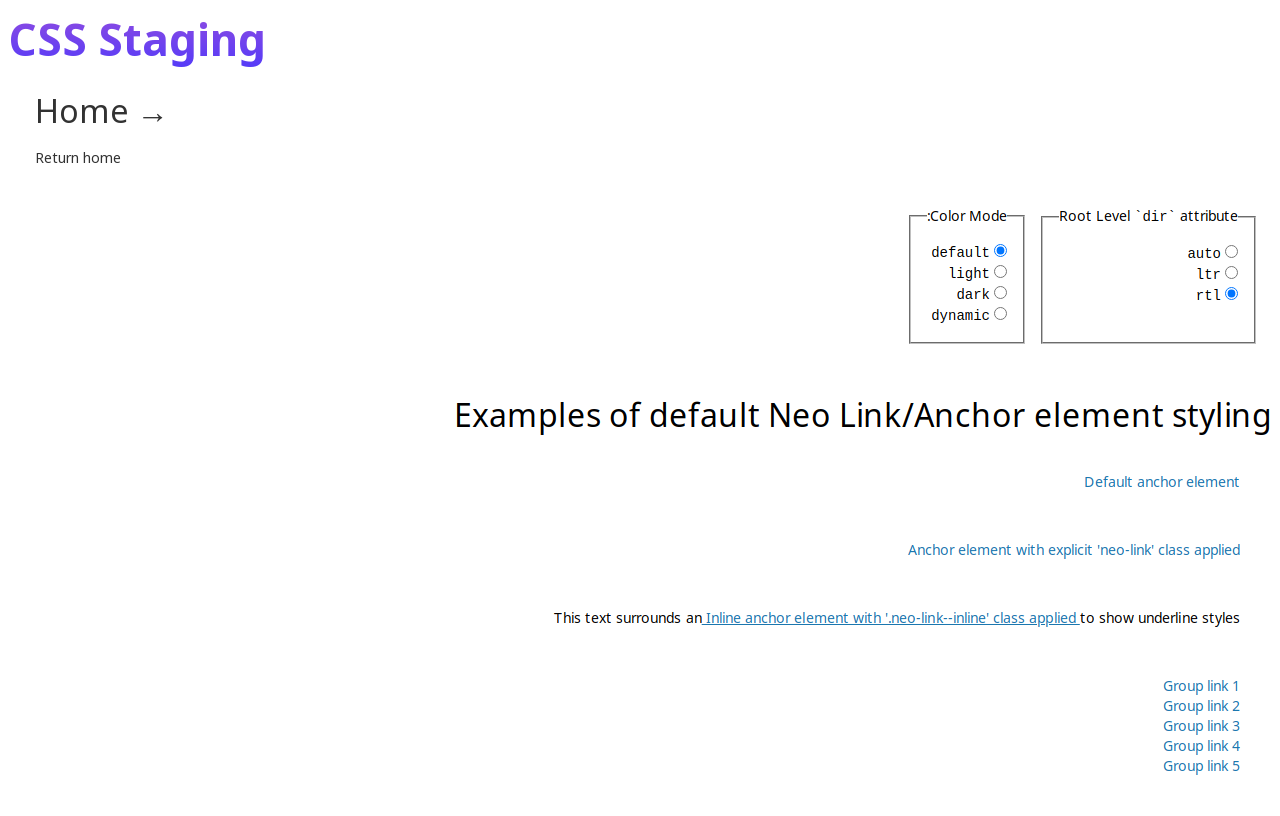 CSS Staging
Home →
Return home
Root Level `dir` attribute
auto
ltr
rtl
:Color Mode
default
light
dark
dynamic
Examples of default Neo Link/Anchor element styling
Default anchor element
Anchor element with explicit 'neo-link' class applied
This text surrounds an Inline anchor element with '.neo-link--inline' class applied to show underline styles
Group link 1
Group link 2
Group link 3
Group link 4
Group link 5